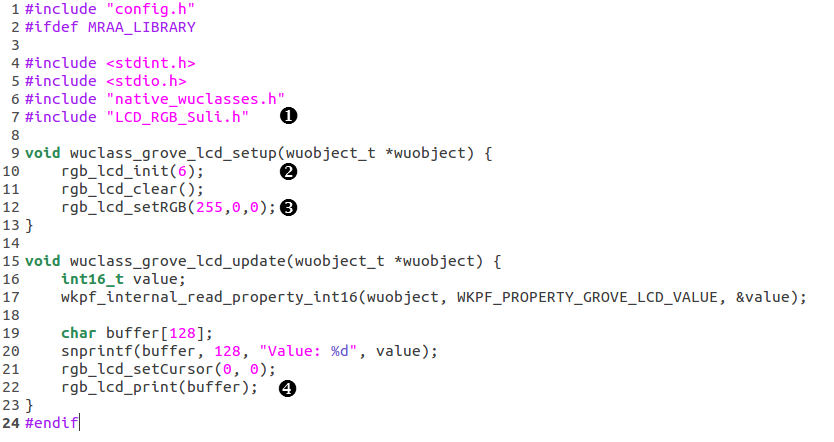 1 #include "config.h"
2 #ifdef MRAA_LIBRARY
3
4 #include <stdint.h>
5 #include <stdio.h>
6 #include "native_wuclasses.h"
7 #include "LCD_RGB_Suli.h" ❶
8
9 void wuclass_grove_lcd_setup(wuobject_t *wuobject) {
10     rgb_lcd_init(6); ❷
11     rgb_lcd_clear();
12     rgb_lcd_setRGB(255,0,0); ❸
13 }
14
15 void wuclass_grove_lcd_update(wuobject_t *wuobject) {
16     int16_t value;
17     wkpf_internal_read_property_int16(wuobject, WKPF_PROPERTY_GROVE_LCD_VALUE, &value);
18
19     char buffer[128];
20     snprintf(buffer, 128, "Value: %d", value);
21     rgb_lcd_setCursor(0, 0);
22     rgb_lcd_print(buffer); ❹
23 }
24 #endif